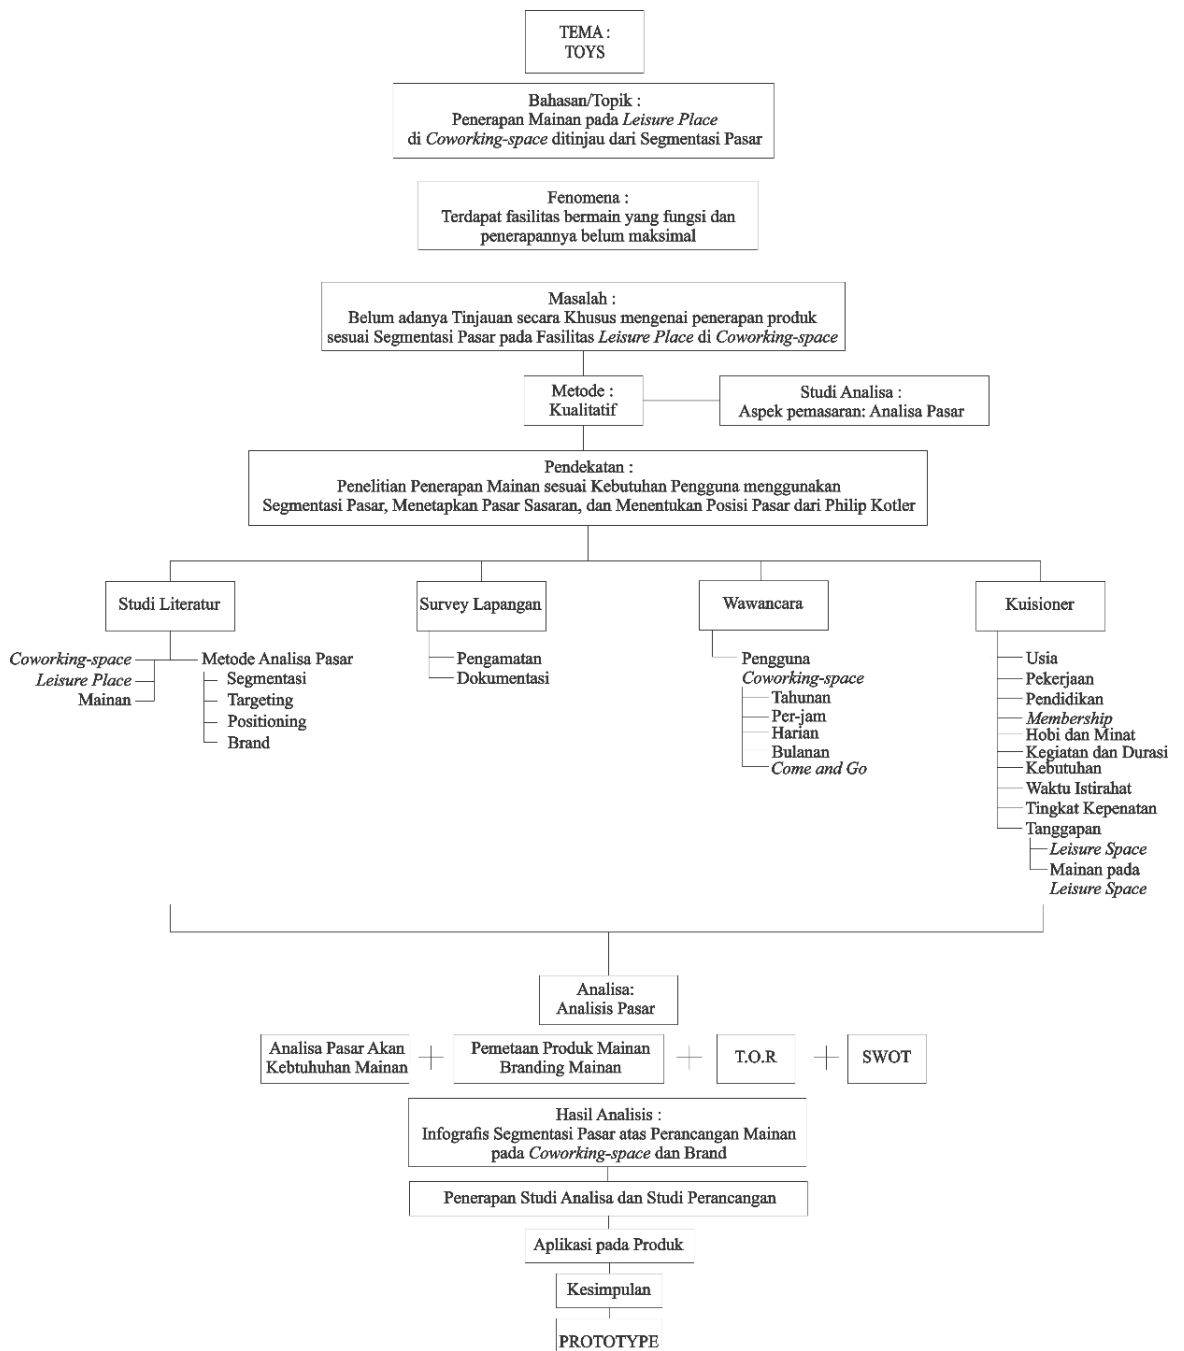 TEMA :
TOYS
Bahasan/Topik :
Penerapan Mainan pada Leisure Place
di Coworking-space ditinjau dari Segmentasi Pasar
Fenomena :
Terdapat fasilitas bermain yang fungsi dan
penerapannya belum maksimal
Masalah :
Belum adanya Tinjauan secara Khusus mengenai penerapan produk
sesuai Segmentasi Pasar pada Fasilitas Leisure Place di Coworking-space
Metode :
Kualitatif
Studi Analisa :
Aspek pemasaran: Analisa Pasar
Pendekatan :
Penelitian Penerapan Mainan sesuai Kebutuhan Pengguna menggunakan
Segmentasi Pasar, Menetapkan Pasar Sasaran, dan Menentukan Posisi Pasar dari Philip Kotler
Studi Literatur
Coworking-space
Leisure Place
Mainan
Metode Analisa Pasar
Segmentasi
Targeting
Positioning
Brand
Survey Lapangan
Pengamatan
Dokumentasi
Wawancara
Pengguna
Coworking-space
Tahunan
Per-jam
Harian
Bulanan
Come and Go
Kuisioner
Usia
Pekerjaan
Pendidikan
Membership
Hobi dan Minat
Kegiatan dan Durasi
Kebutuhan
Waktu Istirahat
Tingkat Kepenatan
Tanggapan
Leisure Space
Mainan pada
Leisure Space
Analisa:
Analisis Pasar
Analisa Pasar Akan
Kebtuhuhan Mainan
+
Pemetaan Produk Mainan
Branding Mainan
+
T.O.R
+
SWOT
Hasil Analisis :
Infografis Segmentasi Pasar atas Perancangan Mainan
pada Coworking-space dan Brand
Penerapan Studi Analisa dan Studi Perancangan
Aplikasi pada Produk
Kesimpulan
PROTOTYPE